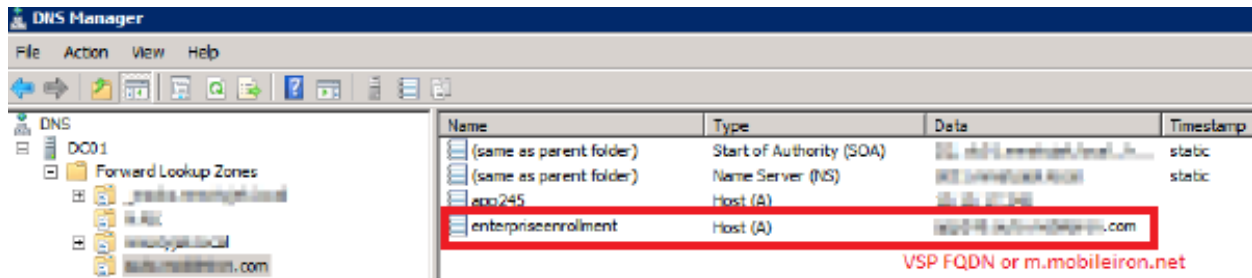 DNS Manager
File Action View Help
DNS
DC01
Forward Lookup Zones
.com
Name Type Data Timestamp
(same as parent folder) Start of Authority (SOA) static
(same as parent folder) Name Server (NS) static
app245 Host (A)
enterpriseenrollment Host (A) .com
VSP FQDN or m.mobileiron.net